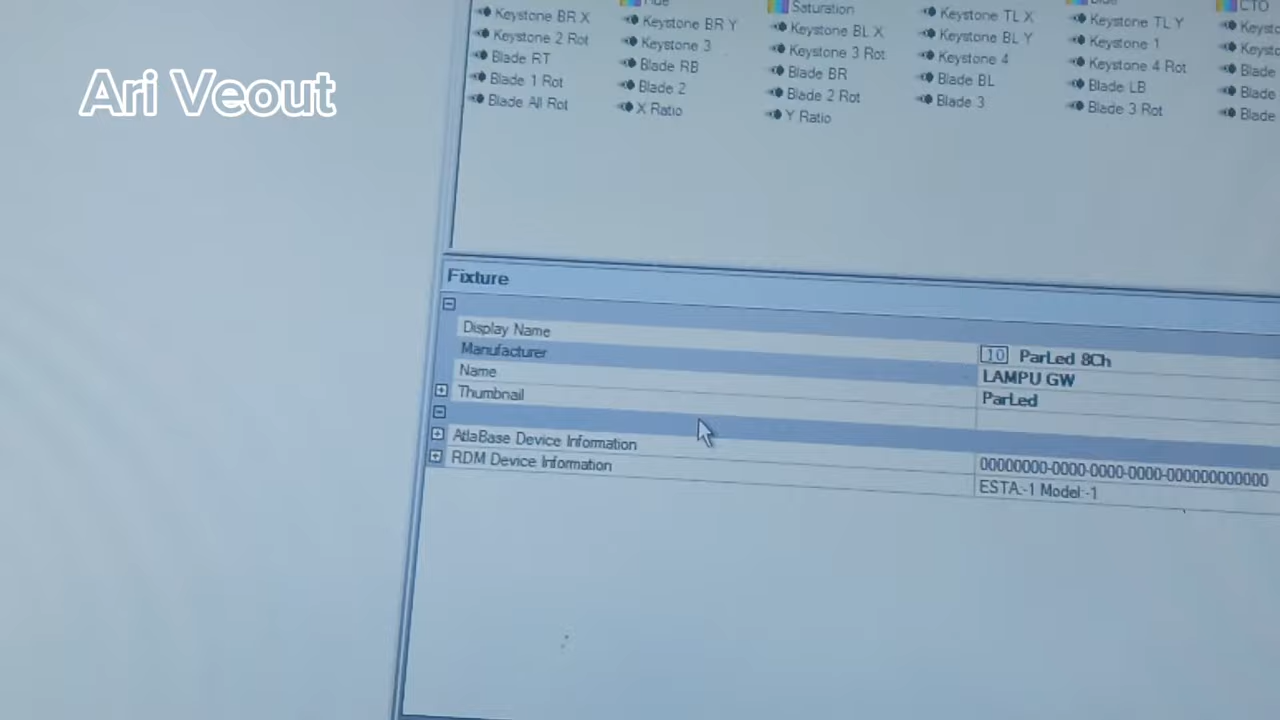 Ari Veout
Saturation
CTO
Keystone BR X Keystone BR Y Keystone BL X Keystone TL X Keystone TL Y
Keystone 2 Rot Keystone 3 Keystone 3 Rot Keystone BL Y Keystone 1
Blade RT Blade RB Blade BR Keystone 4 Keystone 4 Rot Blade
Blade 1 Rot Blade 2 Blade 2 Rot Blade BL Blade LB Blade
Blade All Rot X Ratio Y Ratio Blade 3 Blade 3 Rot Blade
Fixture
Display Name 10 ParLed 8Ch
Manufacturer LAMPU GW
Name ParLed
Thumbnail
AtlaBase Device Information 00000000-0000-0000-0000-000000000000
RDM Device Information ESTA:-1 Model:-1